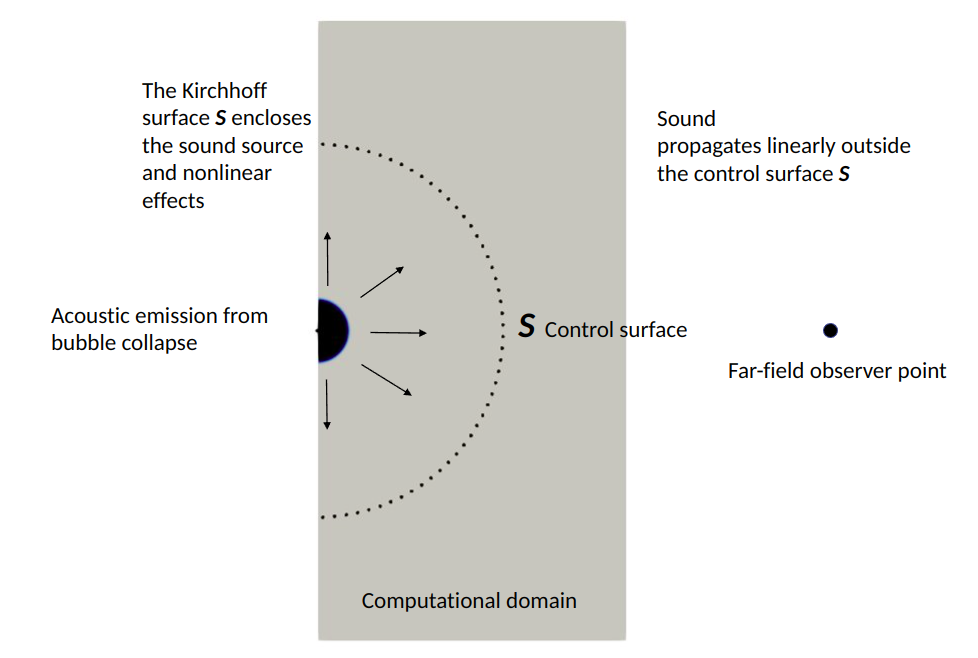 The Kirchhoff
surface S encloses
the sound source
and nonlinear
effects
Sound
propagates linearly outside
the control surface S
Acoustic emission from
bubble collapse
S Control surface
Far-field observer point
Computational domain